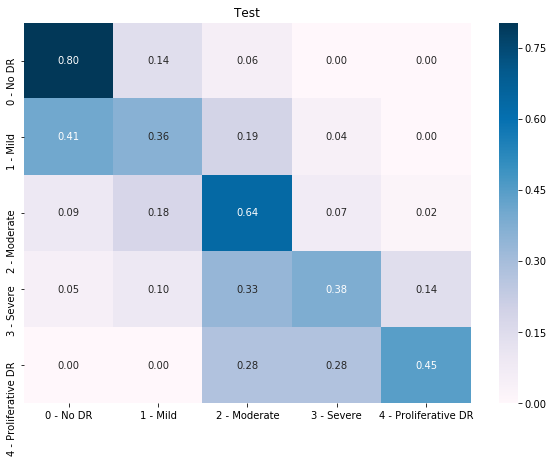 Test
0 - No DR
0.80 0.14 0.06 0.00 0.00
1 - Mild
0.41 0.36 0.19 0.04 0.00
2 - Moderate
0.09 0.18 0.64 0.07 0.02
3 - Severe
0.05 0.10 0.33 0.38 0.14
4 - Proliferative DR
0.00 0.00 0.28 0.28 0.45
0 - No DR 1 - Mild 2 - Moderate 3 - Severe 4 - Proliferative DR
0.75
0.60
0.45
0.30
0.15
0.00